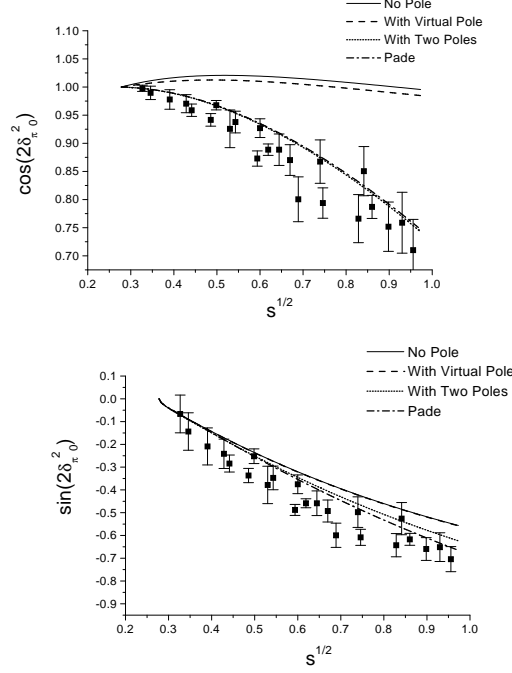 No Pole
With Virtual Pole
With Two Poles
Pade
1.10
1.05
1.00
0.95
0.90
0.85
0.80
0.75
0.70
cos(2δ_π²_0)
0.2 0.3 0.4 0.5 0.6 0.7 0.8 0.9 1.0
s^1/2
No Pole
With Virtual Pole
With Two Poles
Pade
0.1
0.0
-0.1
-0.2
-0.3
-0.4
-0.5
-0.6
-0.7
-0.8
-0.9
sin(2δ_π²_0)
0.2 0.3 0.4 0.5 0.6 0.7 0.8 0.9 1.0
s^1/2